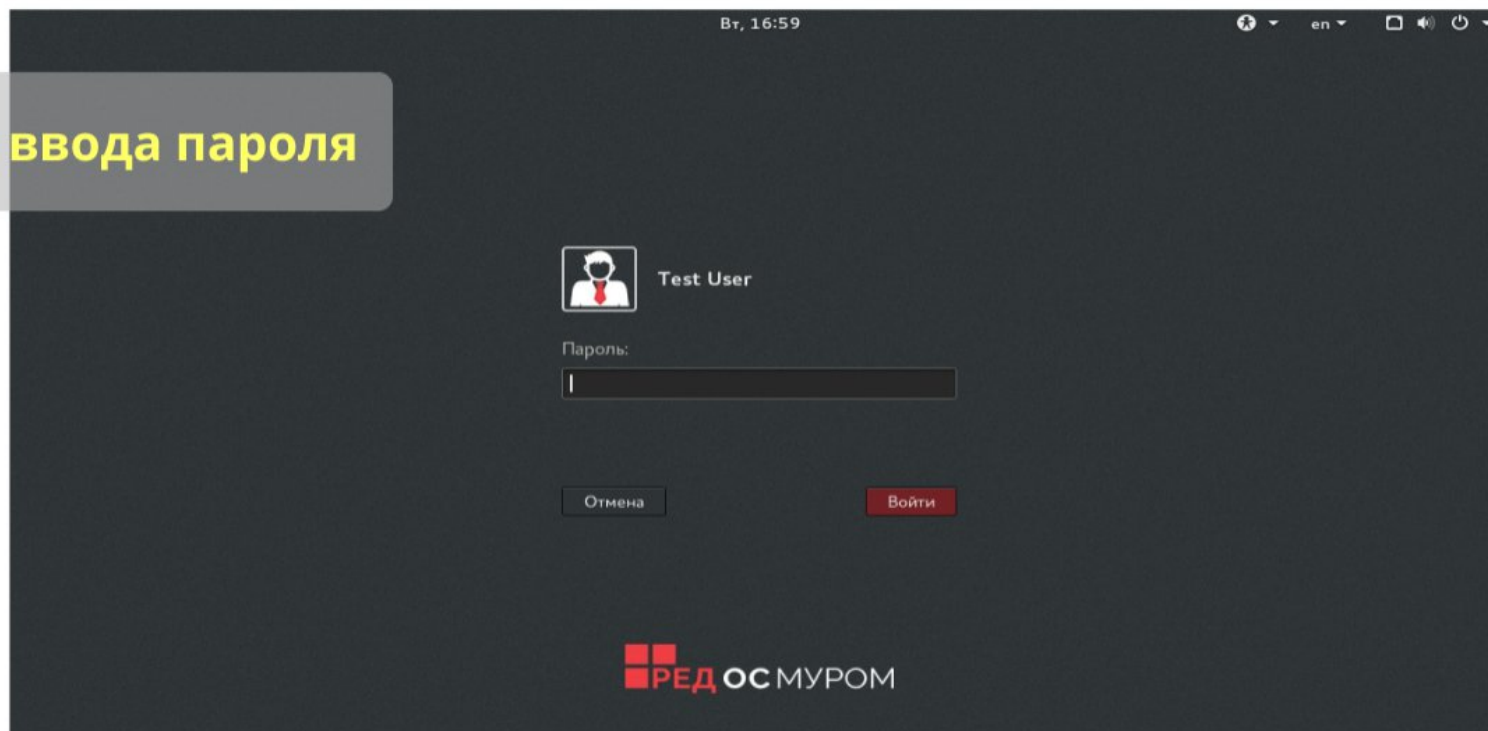 Вт, 16:59
en
ввода пароля
Test User
Пароль:
Отмена
Войти
РЕД ОС МУРОМ